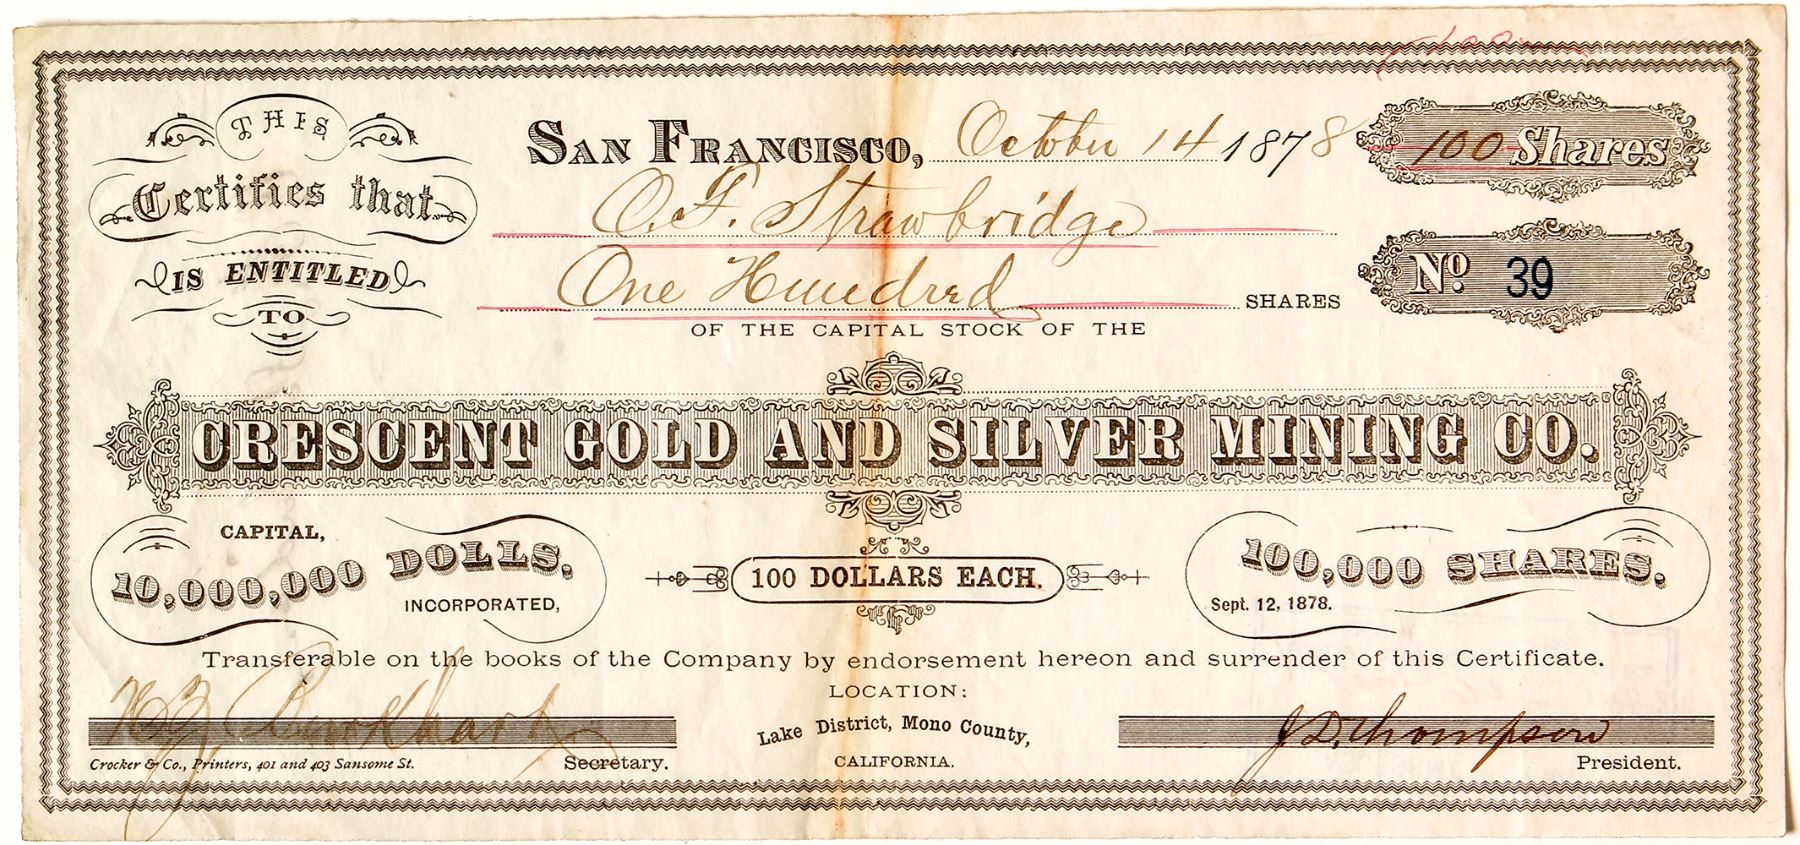 THIS
Certifies that
IS ENTITLED
TO
SAN FRANCISCO, October 14 1878
O. F. Strawbridge
One Hundred SHARES
OF THE CAPITAL STOCK OF THE
100 Shares
No. 39
CRESCENT GOLD AND SILVER MINING CO.
CAPITAL,
10,000,000 DOLLS.
INCORPORATED,
100 DOLLARS EACH.
100,000 SHARES.
Sept. 12, 1878.
Transferable on the books of the Company by endorsement hereon and surrender of this Certificate.
LOCATION:
Lake District, Mono County,
CALIFORNIA.
Burkhart
Secretary.
Crocker & Co., Printers, 401 and 403 Sansome St.
J. D. Thompson
President.